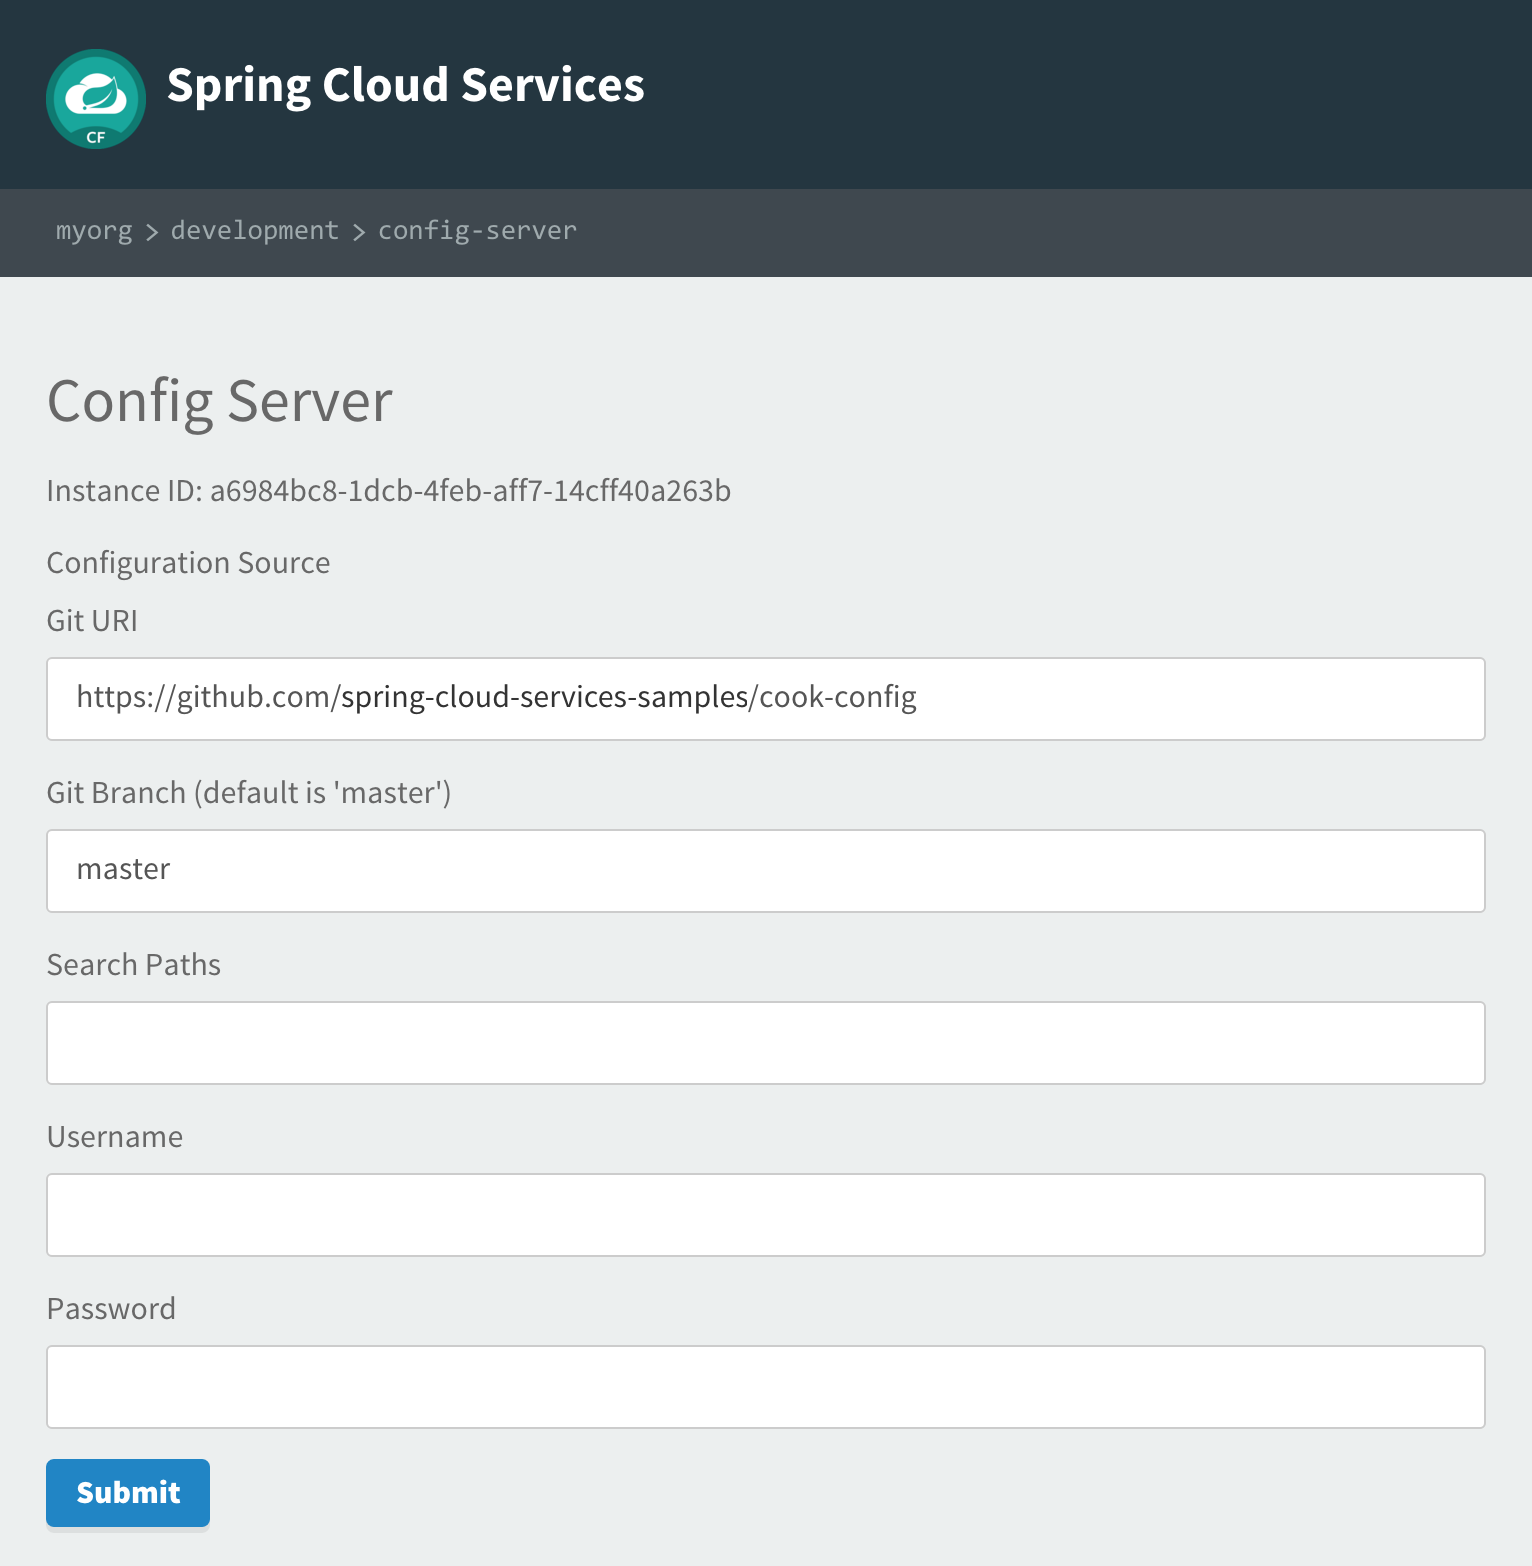 CF
Spring Cloud Services
myorg > development > config-server
Config Server
Instance ID: a6984bc8-1dcb-4feb-aff7-14cff40a263b
Configuration Source
Git URI
https://github.com/spring-cloud-services-samples/cook-config
Git Branch (default is 'master')
master
Search Paths
Username
Password
Submit